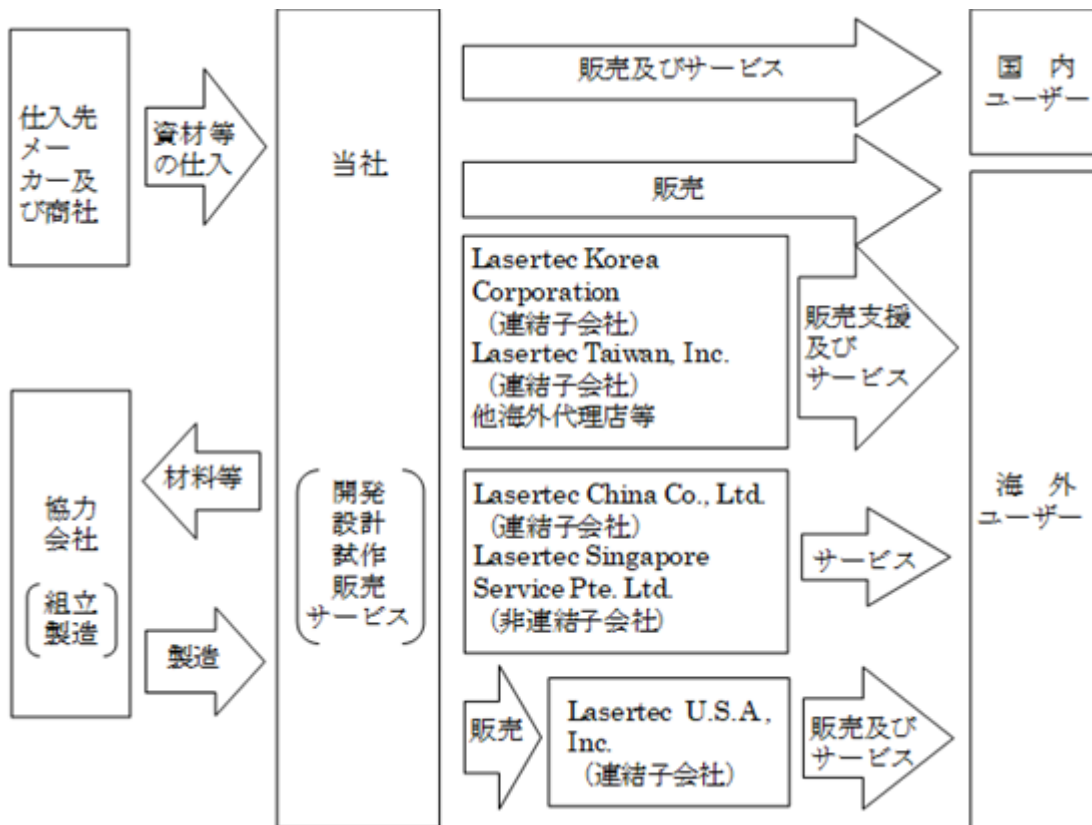 仕入先
メー
カー及
び商社
資材等
の仕入
当社
開発
設計
試作
販売
サービス
協力
会社
組立
製造
材料等
製造
販売及びサービス
販売
Lasertec Korea
Corporation
（連結子会社）
Lasertec Taiwan, Inc.
（連結子会社）
他海外代理店等
販売支援
及び
サービス
Lasertec China Co., Ltd.
（連結子会社）
Lasertec Singapore
Service Pte. Ltd.
（非連結子会社）
サービス
販売
Lasertec U.S.A,
Inc.
（連結子会社）
販売及び
サービス
国　内
ユーザー
海　外
ユーザー